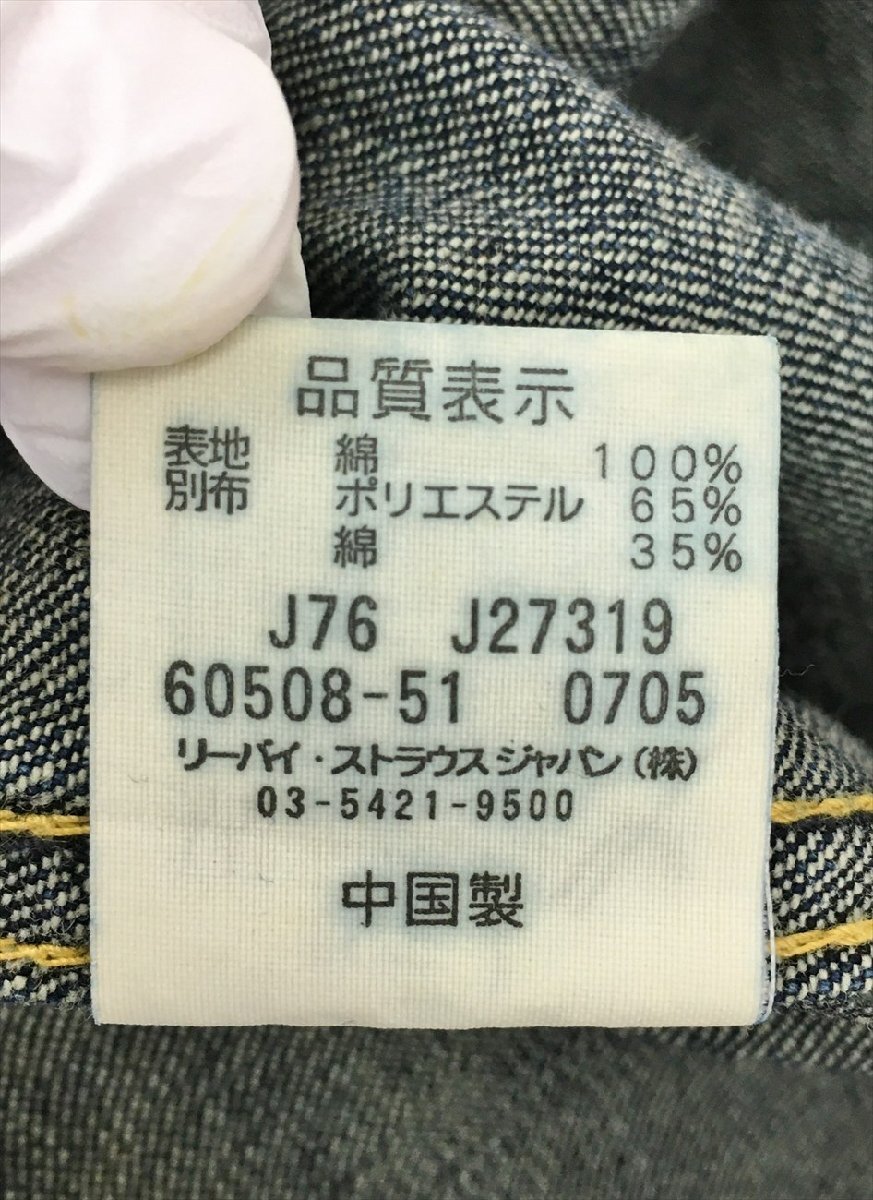 品質表示
表地 綿 100%
別布 ポリエステル 65%
綿 35%
J76 J27319
60508-51 0705
リーバイ・ストラウスジャパン(株)
03-5421-9500
中国製